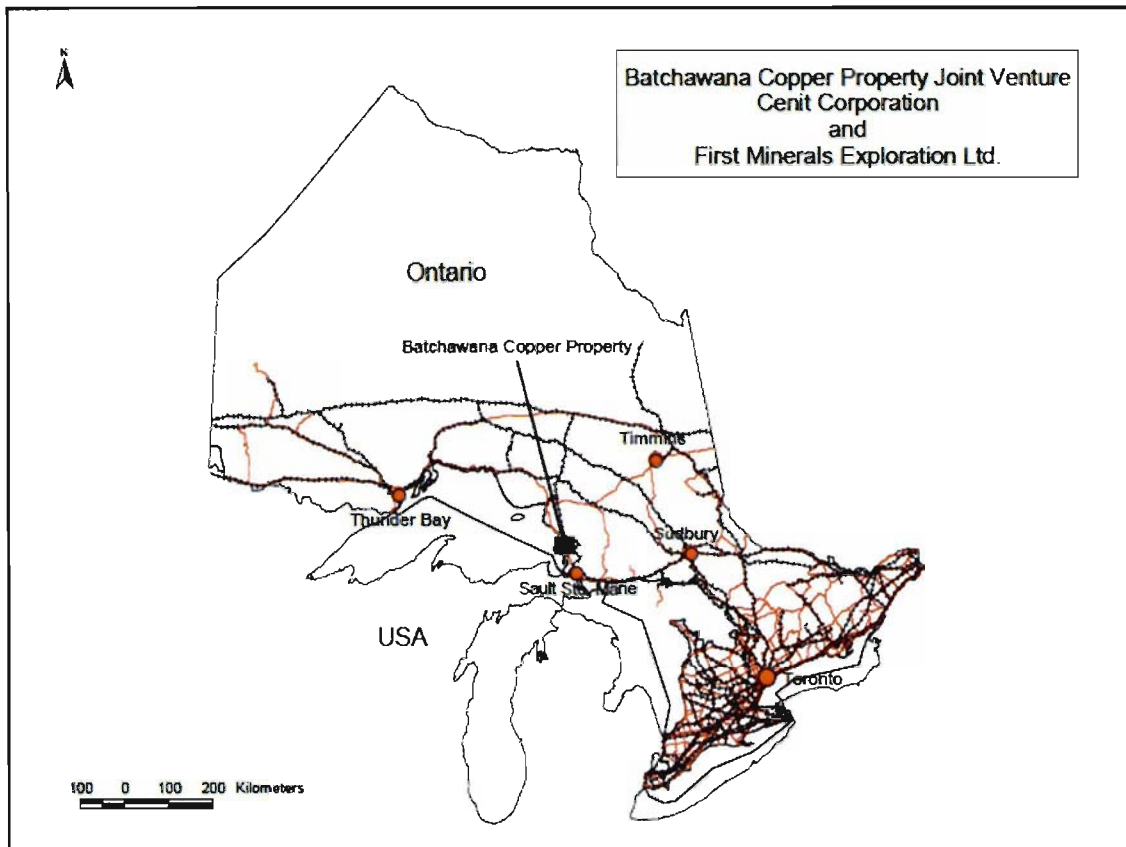 N
Batchawana Copper Property Joint Venture
Cenit Corporation
and
First Minerals Exploration Ltd.
Ontario
Batchawana Copper Property
Timmins
Thunder Bay
Sudbury
Sault Ste. Marie
USA
Toronto
100 0 100 200 Kilometers